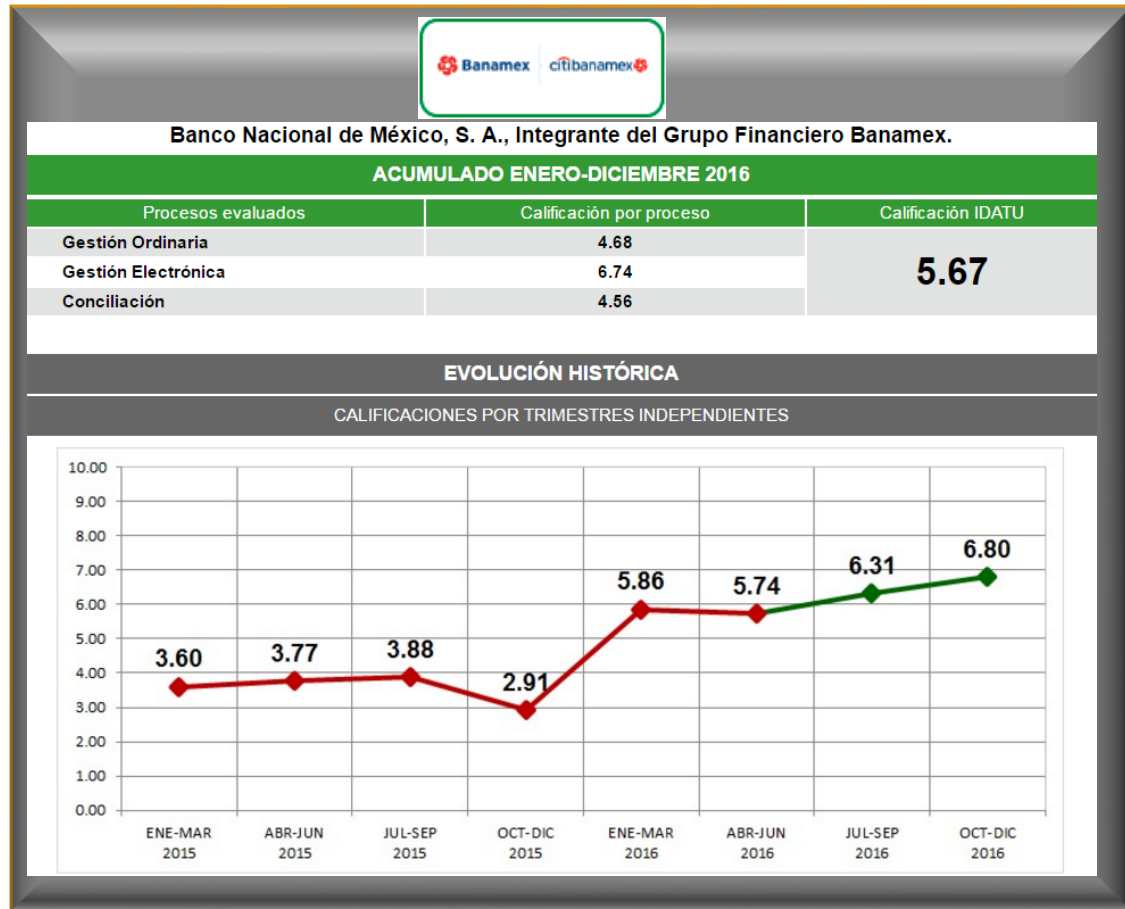 Banamex citibanamex
Banco Nacional de México, S. A., Integrante del Grupo Financiero Banamex.
ACUMULADO ENERO-DICIEMBRE 2016
Procesos evaluados Calificación por proceso Calificación IDATU
Gestión Ordinaria 4.68
Gestión Electrónica 6.74 5.67
Conciliación 4.56
EVOLUCIÓN HISTÓRICA
CALIFICACIONES POR TRIMESTRES INDEPENDIENTES
10.00
9.00
8.00
7.00
6.00
5.00
4.00
3.00
2.00
1.00
0.00
3.60 3.77 3.88 2.91 5.86 5.74 6.31 6.80
ENE-MAR ABR-JUN JUL-SEP OCT-DIC ENE-MAR ABR-JUN JUL-SEP OCT-DIC
2015 2015 2015 2015 2016 2016 2016 2016